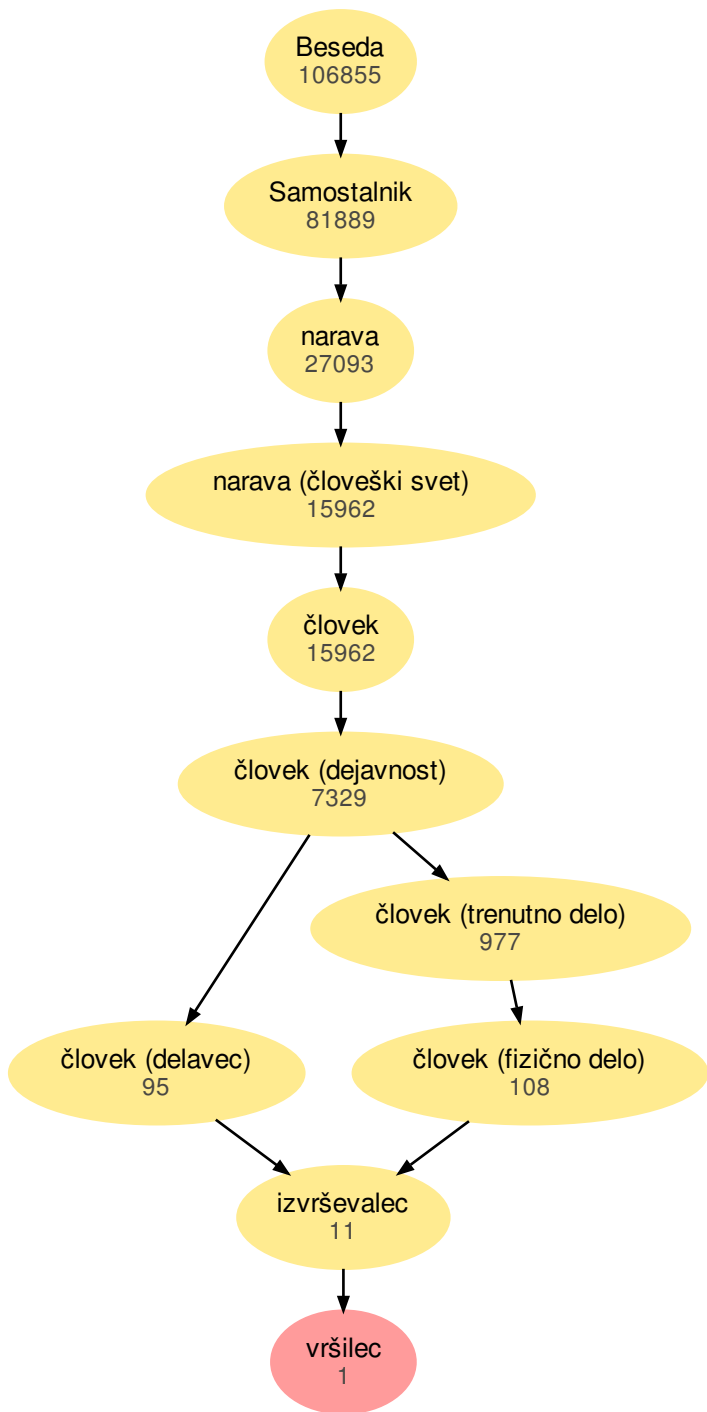 Beseda
106855
Samostalnik
81889
narava
27093
narava (človeški svet)
15962
človek
15962
človek (dejavnost)
7329
človek (trenutno delo)
977
človek (delavec)
95
človek (fizično delo)
108
izvrševalec
11
vršilec
1